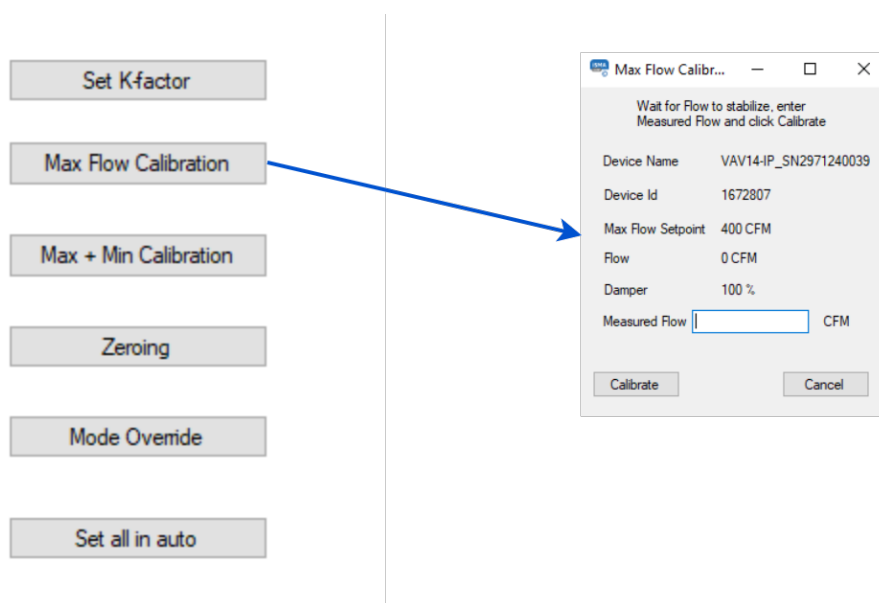 Set K-factor
Max Flow Calibration
Max + Min Calibration
Zeroing
Mode Override
Set all in auto
Max Flow Calibr...
Wait for Flow to stabilize, enter
Measured Flow and click Calibrate
Device Name VAV14-IP_SN2971240039
Device Id 1672807
Max Flow Setpoint 400 CFM
Flow 0 CFM
Damper 100 %
Measured Flow CFM
Calibrate Cancel